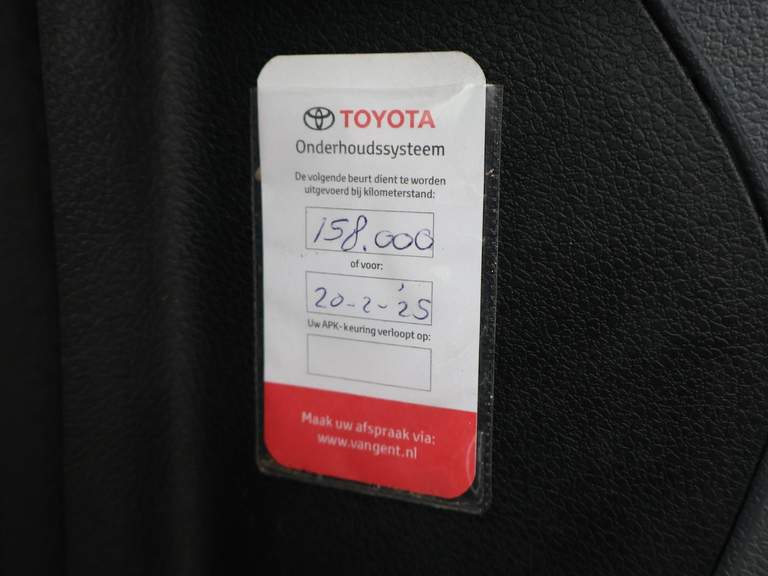 TOYOTA
Onderhoudssysteem
De volgende beurt dient te worden
uitgevoerd bij kilometerstand:
158.000
of voor:
20-2-'25
Uw APK-keuring verloopt op:
Maak uw afspraak via:
www.vangent.nl